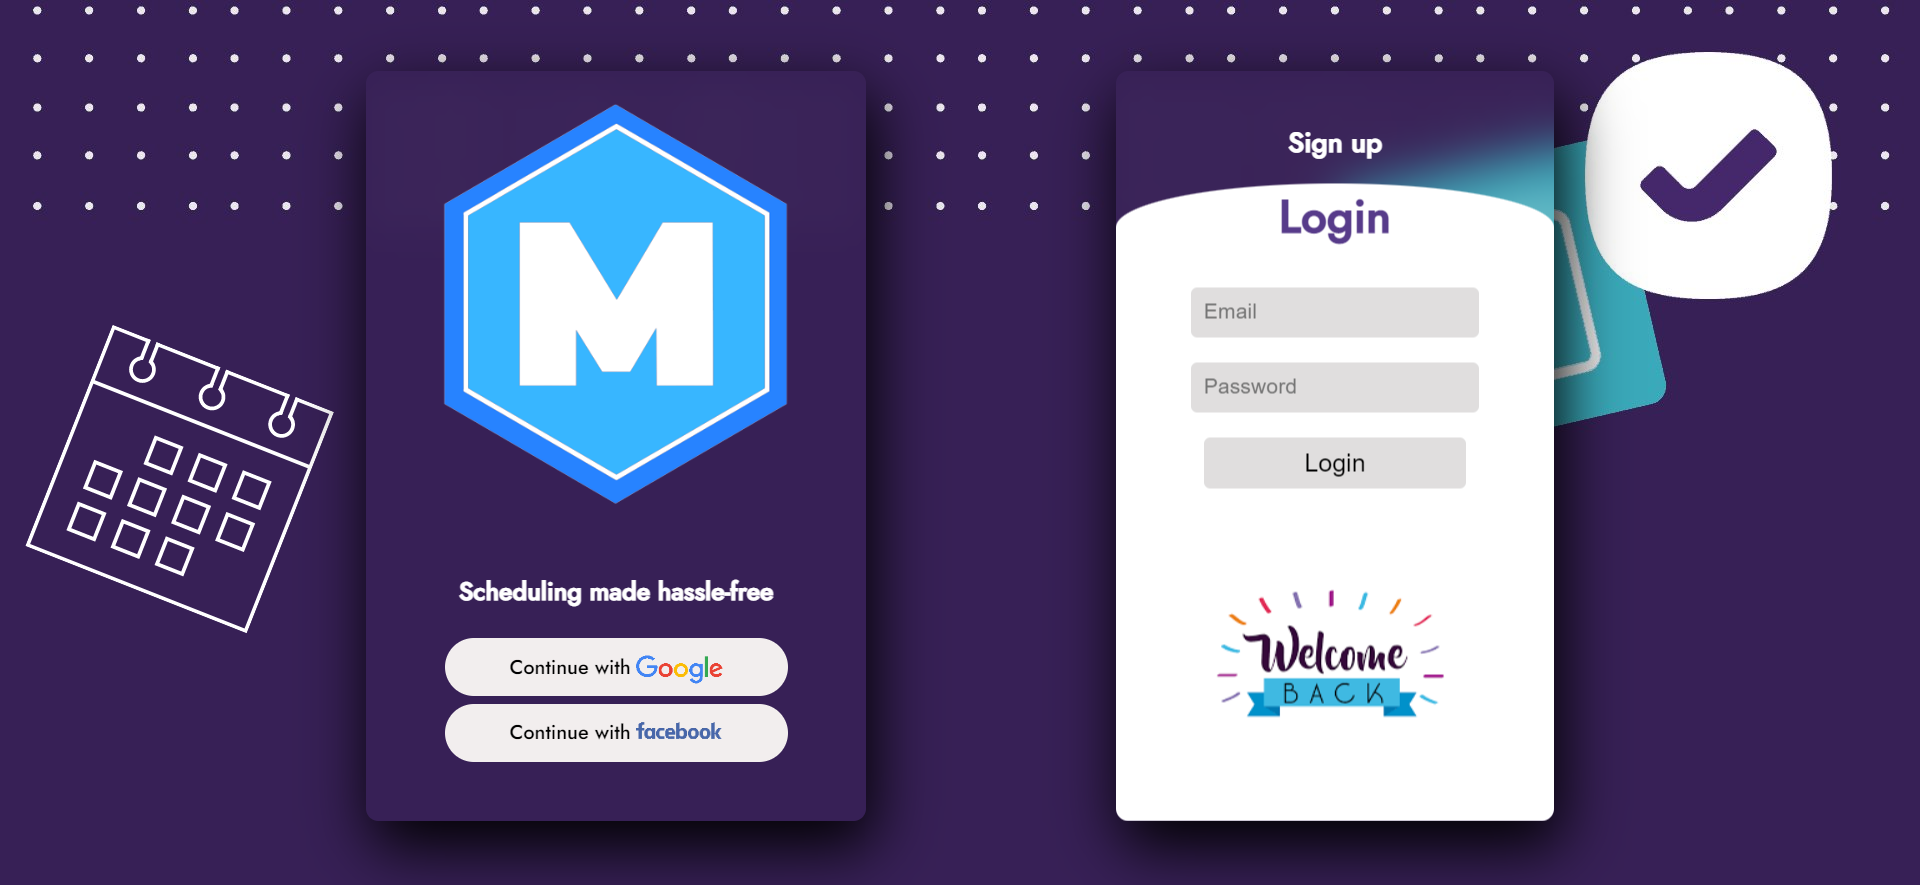 M
Scheduling made hassle-free
Continue with Google
Continue with facebook
Sign up
Login
Email
Password
Login
Welcome
BACK